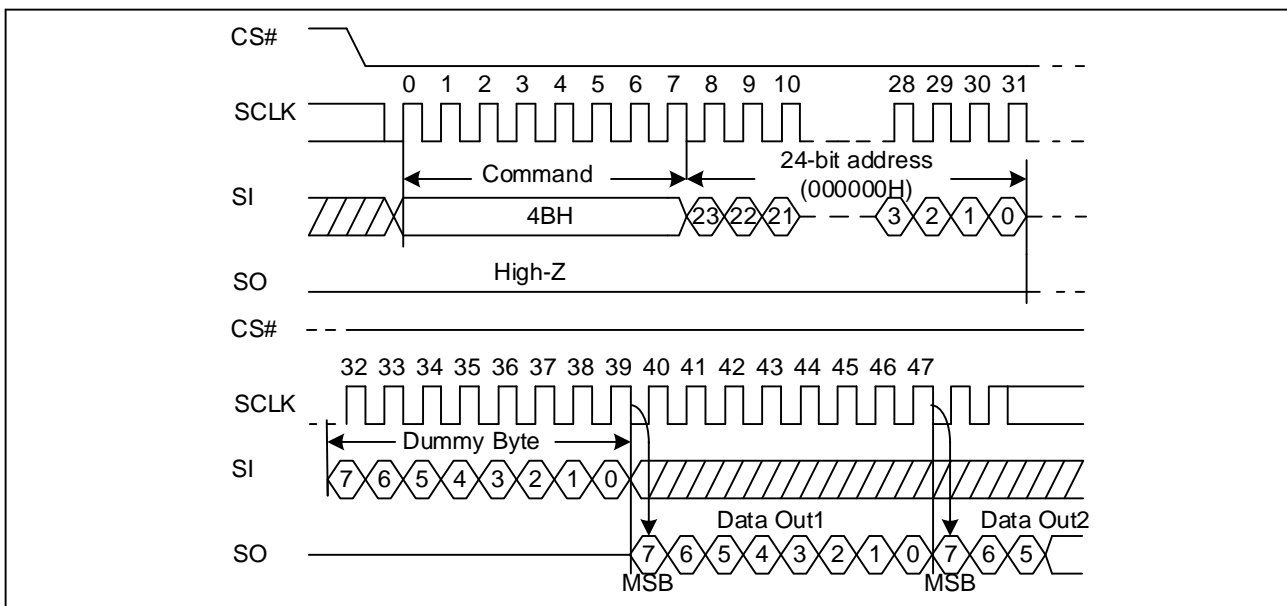 CS#
0 1 2 3 4 5 6 7 8 9 10 28 29 30 31
SCLK
Command
24-bit address
(000000H)
SI
4BH
23 22 21 3 2 1 0
High-Z
SO
CS#
32 33 34 35 36 37 38 39 40 41 42 43 44 45 46 47
SCLK
Dummy Byte
SI
7 6 5 4 3 2 1 0
Data Out1 Data Out2
SO
7 6 5 4 3 2 1 0 7 6 5
MSB MSB